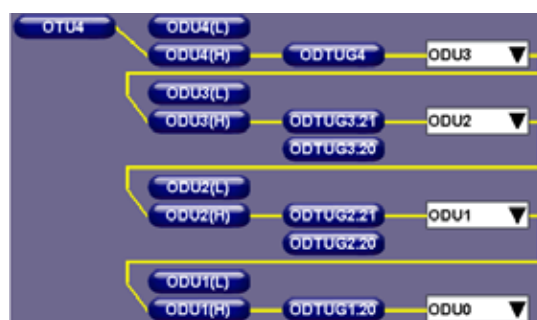 OTU4 ODU4(L)
ODU4(H) ODTUG4 ODU3
ODU3(L)
ODU3(H) ODTUG3.21 ODU2
ODTUG3.20
ODU2(L)
ODU2(H) ODTUG2.21 ODU1
ODTUG2.20
ODU1(L)
ODU1(H) ODTUG1.20 ODU0